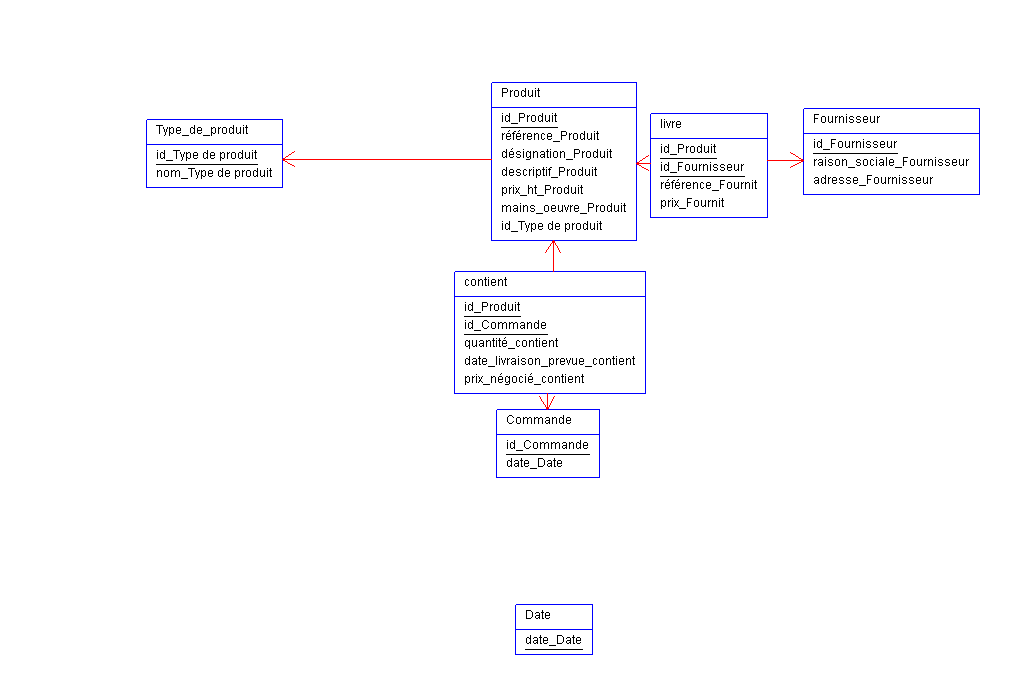 Type_de_produit
id_Type de produit
nom_Type de produit
Produit
id_Produit
référence_Produit
désignation_Produit
descriptif_Produit
prix_ht_Produit
mains_oeuvre_Produit
id_Type de produit
livre
id_Produit
id_Fournisseur
référence_Fournit
prix_Fournit
Fournisseur
id_Fournisseur
raison_sociale_Fournisseur
adresse_Fournisseur
contient
id_Produit
id_Commande
quantité_contient
date_livraison_prevue_contient
prix_négocié_contient
Commande
id_Commande
date_Date
Date
date_Date